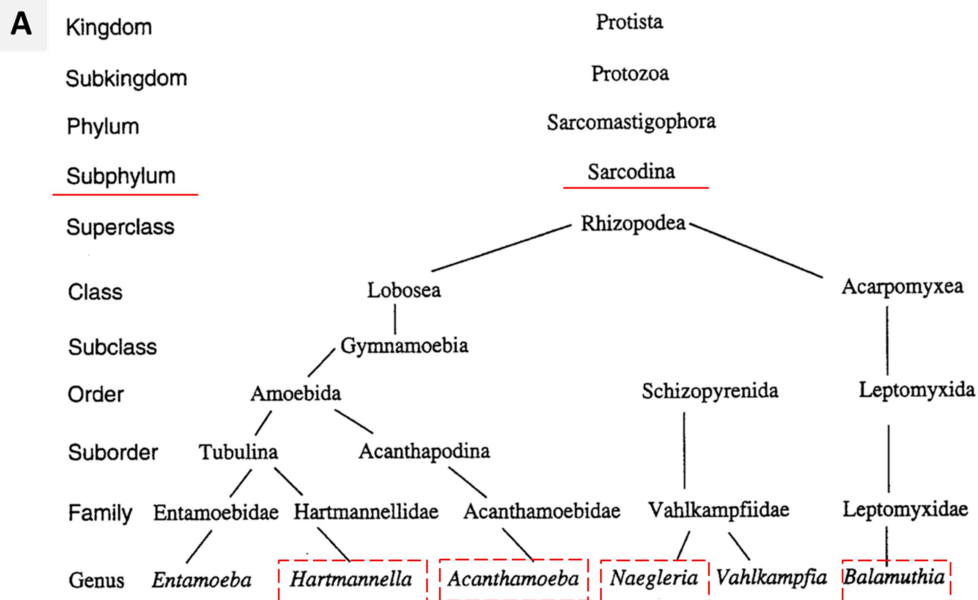 A
Kingdom Protista
Subkingdom Protozoa
Phylum Sarcomastigophora
Subphylum Sarcodina
Superclass Rhizopodea
Class Lobosea Acarpomyxea
Subclass Gymnamoebia
Order Amoebida Schizopyrenida Leptomyxida
Suborder Tubulina Acanthapodina
Family Entamoebidae Hartmannellidae Acanthamoebidae Vahlkampfiidae Leptomyxidae
Genus Entamoeba Hartmannella Acanthamoeba Naegleria Vahlkampfia Balamuthia